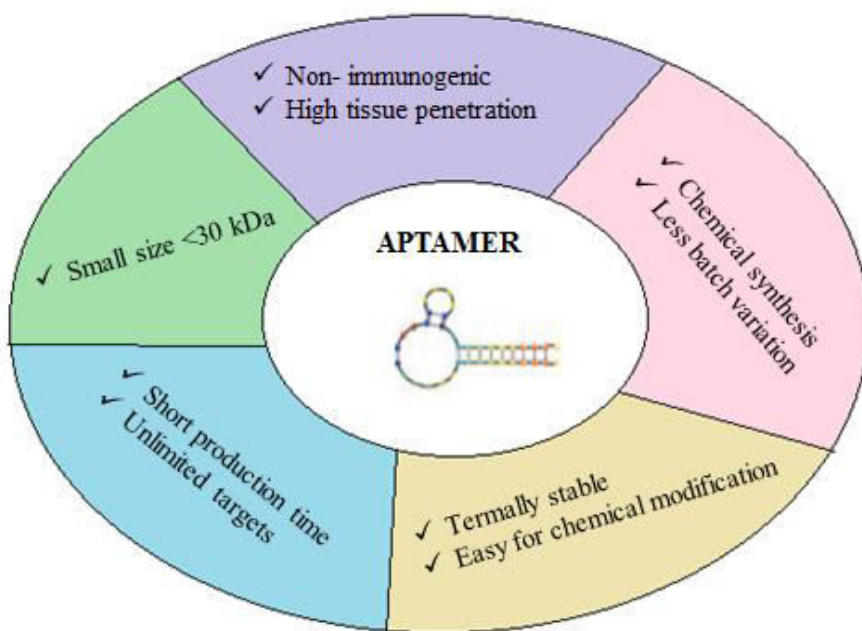 ✓ Non- immunogenic
✓ High tissue penetration
✓ Chemical synthesis
✓ Less batch variation
✓ Small size <30 kDa
APTAMER
✓ Short production time
✓ Unlimited targets
✓ Termally stable
✓ Easy for chemical modification